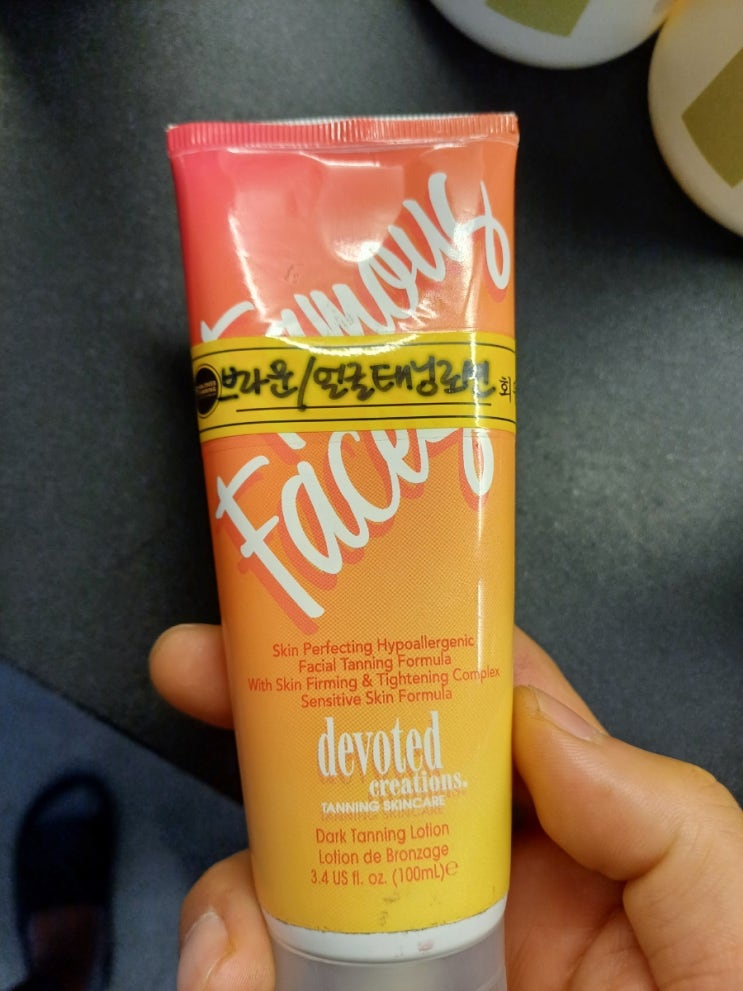 Famous
브라운/얼굴태닝로션
Faces
Skin Perfecting Hypoallergenic
Facial Tanning Formula
With Skin Firming & Tightening Complex
Sensitive Skin Formula
devoted
creations.
TANNING SKINCARE
Dark Tanning Lotion
Lotion de Bronzage
3.4 US fl. oz. (100mL)℮